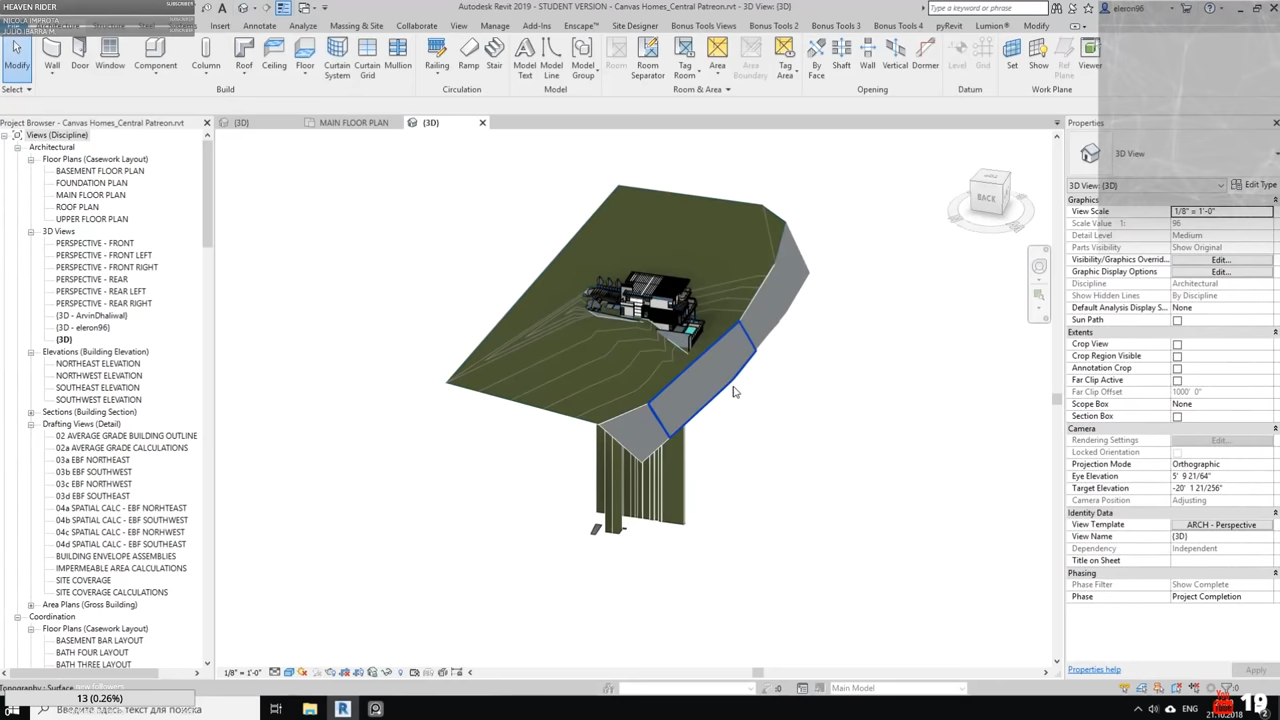 HEAVEN RIDER
NICOLA IMPROTA
JULIO IBARRA M.
Autodesk Revit 2019 - STUDENT VERSION - Canvas Homes_Central Patreon.rvt - 3D View: {3D}
Type a keyword or phrase
eleron96
Insert Annotate Analyze Massing & Site Collaborate View Manage Add-Ins Enscape™ Bonus Tools Views Bonus Tools 2 Bonus Tools 3 Bonus Tools 4 pyRevit Lumion® Modify
Modify Wall Door Window Component Column Roof Ceiling Floor Curtain System Curtain Grid Mullion Railing Ramp Stair Model Text Model Line Model Group Room Room Separator Tag Room Area Area Boundary Tag Area By Face Shaft Wall Vertical Dormer Level Grid Set Show Ref Plane Viewer
Select Build Circulation Model Room & Area Opening Datum Work Plane
Project Browser - Canvas Homes_Central Patreon.rvt
{3D} MAIN FLOOR PLAN {3D}
Views (Discipline)
Architectural
Floor Plans (Casework Layout)
BASEMENT FLOOR PLAN
FOUNDATION PLAN
MAIN FLOOR PLAN
ROOF PLAN
UPPER FLOOR PLAN
3D Views
PERSPECTIVE - FRONT
PERSPECTIVE - FRONT LEFT
PERSPECTIVE - FRONT RIGHT
PERSPECTIVE - REAR
PERSPECTIVE - REAR LEFT
PERSPECTIVE - REAR RIGHT
{3D - ArvinDhaliwal}
{3D - eleron96}
{3D}
Elevations (Building Elevation)
NORTHEAST ELEVATION
NORTHWEST ELEVATION
SOUTHEAST ELEVATION
SOUTHWEST ELEVATION
Sections (Building Section)
Drafting Views (Detail)
02 AVERAGE GRADE BUILDING OUTLINE
02a AVERAGE GRADE CALCULATIONS
03a EBF NORTHEAST
03b EBF SOUTHWEST
03c EBF NORTHWEST
03d EBF SOUTHEAST
04a SPATIAL CALC - EBF NORHTEAST
04b SPATIAL CALC - EBF SOUTHWEST
04c SPATIAL CALC - EBF NORHWEST
04d SPATIAL CALC - EBF SOUTHEAST
BUILDING ENVELOPE ASSEMBLIES
IMPERMEABLE AREA CALCULATIONS
SITE COVERAGE
SITE COVERAGE CALCULATIONS
Area Plans (Gross Building)
Coordination
Floor Plans (Casework Layout)
BASEMENT BAR LAYOUT
BATH FOUR LAYOUT
BATH THREE LAYOUT
BACK
Properties
3D View
3D View: {3D} Edit Type
Graphics
View Scale 1/8" = 1'-0"
Scale Value 1: 96
Detail Level Medium
Parts Visibility Show Original
Visibility/Graphics Overrid... Edit...
Graphic Display Options Edit...
Discipline Architectural
Show Hidden Lines By Discipline
Default Analysis Display S... None
Sun Path
Extents
Crop View
Crop Region Visible
Annotation Crop
Far Clip Active
Far Clip Offset 1000' 0"
Scope Box None
Section Box
Camera
Rendering Settings Edit...
Locked Orientation
Projection Mode Orthographic
Eye Elevation 5' 9 21/64"
Target Elevation -20' 1 21/256"
Camera Position Adjusting
Identity Data
View Template ARCH - Perspective
View Name {3D}
Dependency Independent
Title on Sheet
Phasing
Phase Filter Show Complete
Phase Project Completion
Properties help Apply
1/8" = 1'-0"
:0 Main Model :0
13 (0.26%)
Введите здесь текст для поиска
ENG
21.10.2018
19